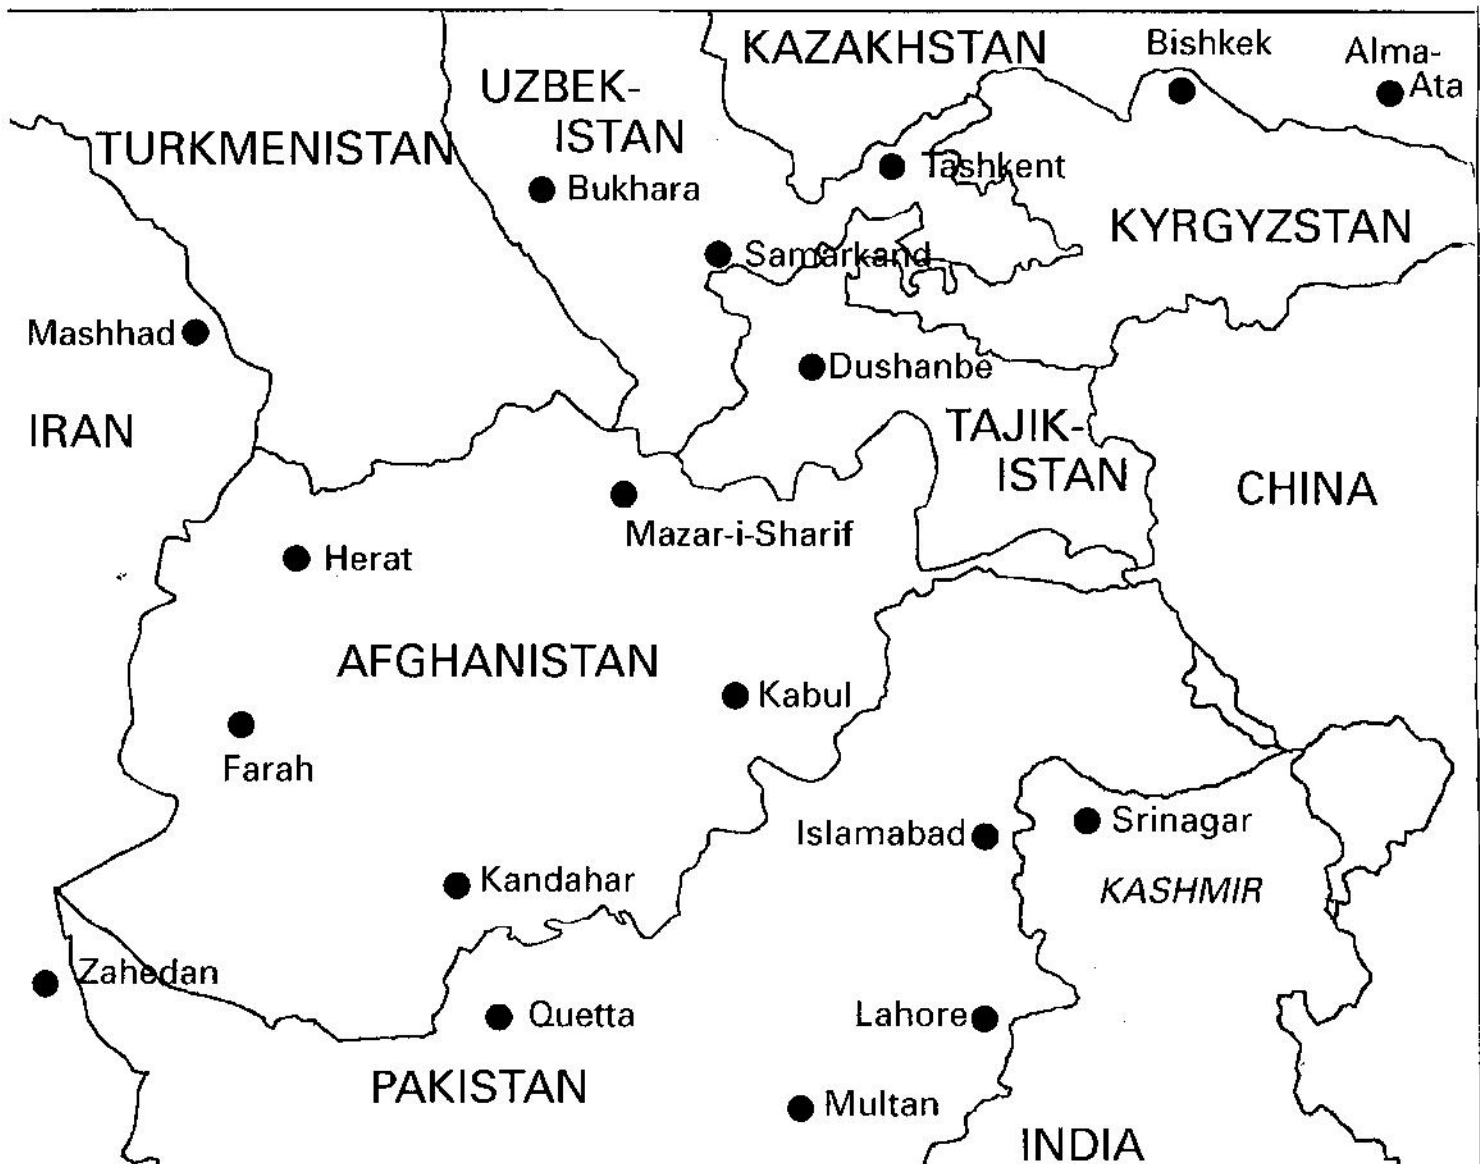 KAZAKHSTAN
Bishkek
Alma-
Ata
UZBEK-
ISTAN
TURKMENISTAN
Tashkent
Bukhara
KYRGYZSTAN
Samarkand
Mashhad
Dushanbe
IRAN
TAJIK-
ISTAN
CHINA
Mazar-i-Sharif
Herat
AFGHANISTAN
Kabul
Farah
Islamabad
Srinagar
Kandahar
KASHMIR
Zahedan
Quetta
Lahore
PAKISTAN
Multan
INDIA